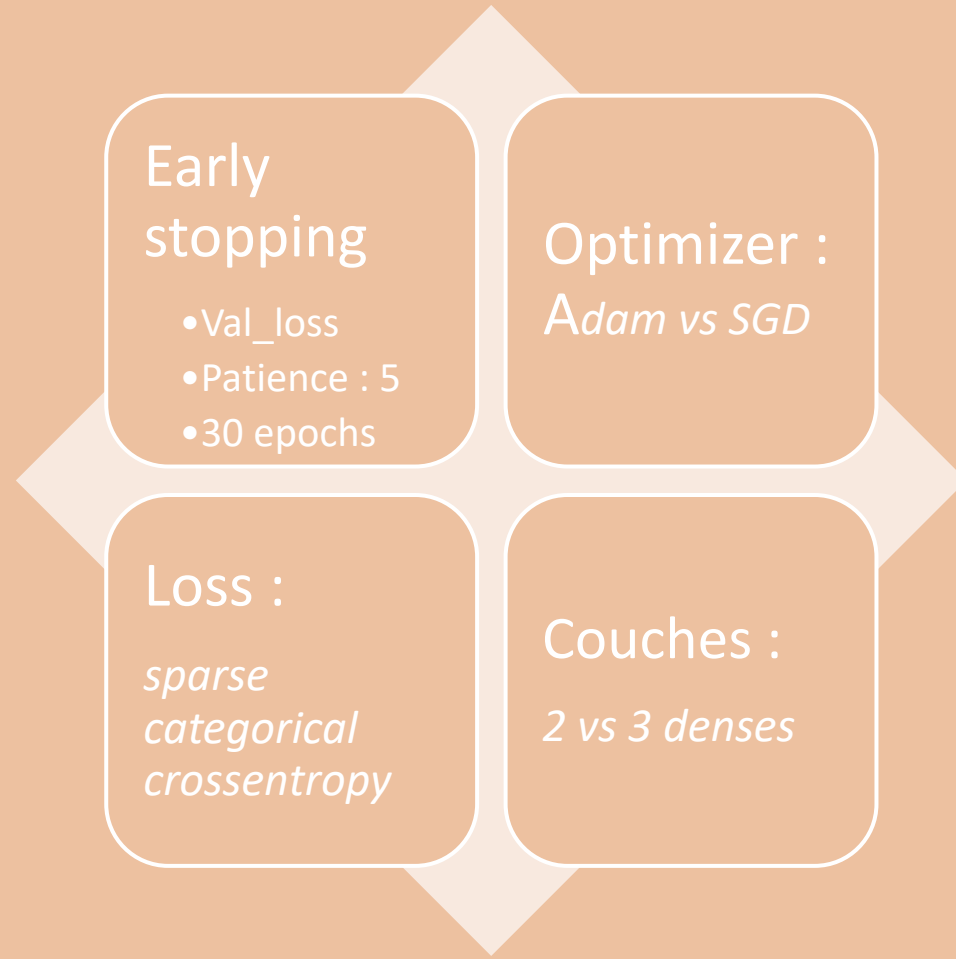 Early
stopping
•Val_loss
•Patience : 5
•30 epochs
Optimizer :
Adam vs SGD
Loss :
sparse
categorical
crossentropy
Couches :
2 vs 3 denses